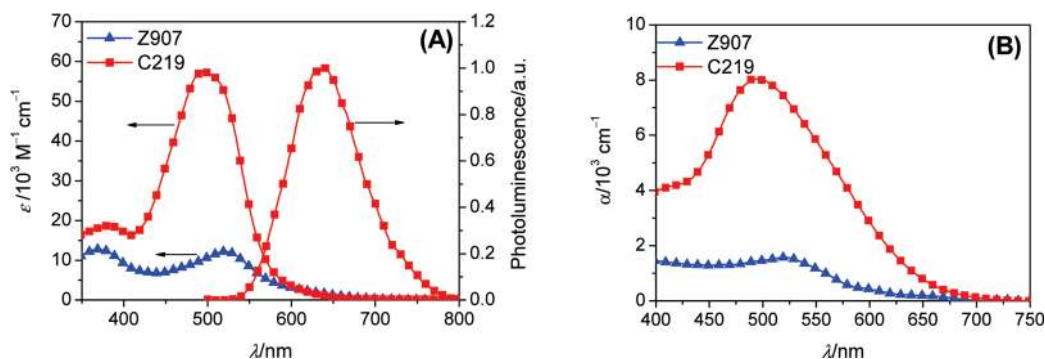 (A)
Z907
C219
ε/10³ M⁻¹ cm⁻¹
70
60
50
40
30
20
10
0
400 500 600 700 800
λ/nm
1.2
1.0
0.8
0.6
0.4
0.2
0.0
Photoluminescence/a.u.
(B)
Z907
C219
α/10³ cm⁻¹
10
8
6
4
2
0
400 450 500 550 600 650 700 750
λ/nm